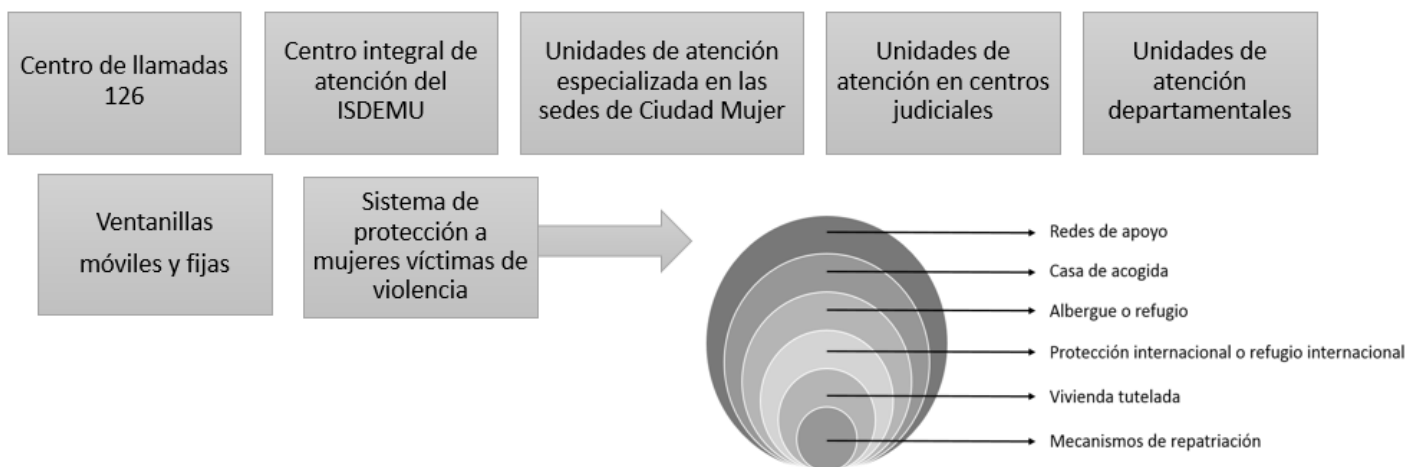 Centro de llamadas
126
Centro integral de
atención del
ISDEMU
Unidades de atención
especializada en las
sedes de Ciudad Mujer
Unidades de
atención en centros
judiciales
Unidades de
atención
departamentales
Ventanillas
móviles y fijas
Sistema de
protección a
mujeres víctimas de
violencia
Redes de apoyo
Casa de acogida
Albergue o refugio
Protección internacional o refugio internacional
Vivienda tutelada
Mecanismos de repatriación